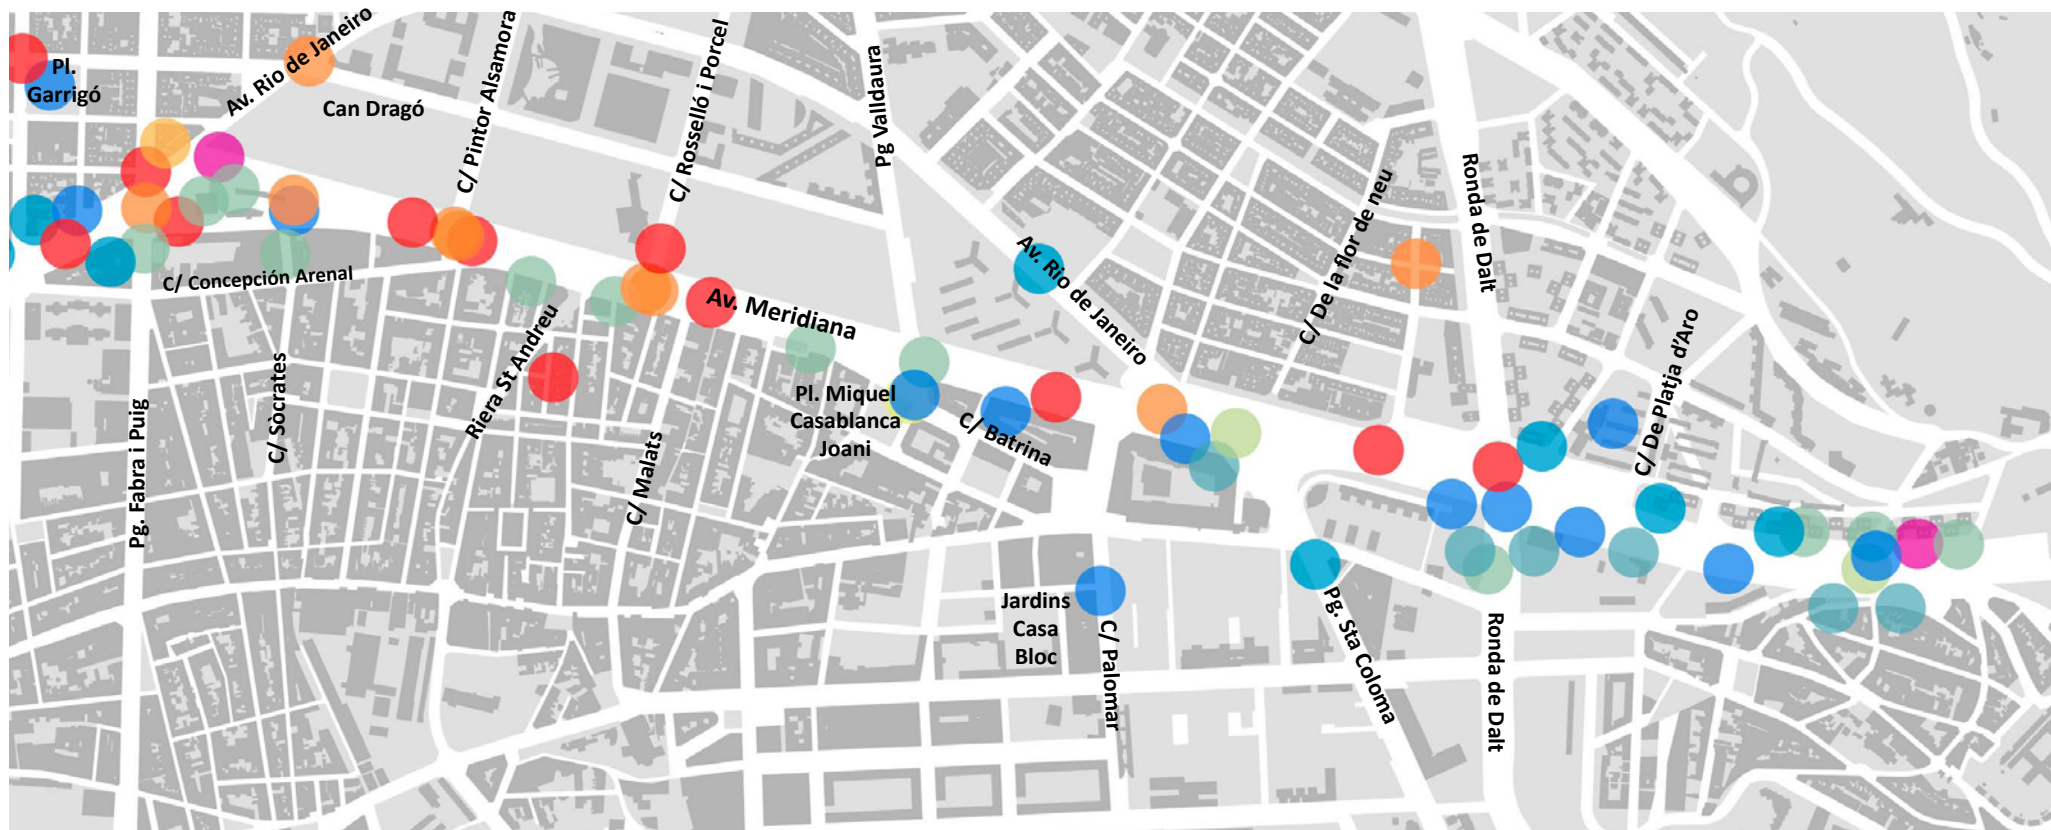 Pl.
Garrigó
Av. Rio de Janeiro
Can Dragó
C/ Pintor Alsamora
C/ Rosselló i Porcel
Pg Valldaura
C/ Concepción Arenal
Av. Meridiana
Av. Rio de Janeiro
C/ De la flor de neu
Ronda de Dalt
C/ De Platja d'Aro
Pg. Fabra i Puig
C/ Socrates
Riera St Andreu
C/ Malats
Pl. Miquel
Casablanca
Joani
C/ Batrina
Jardins
Casa
Bloc
C/ Palomar
Pg. Sta Coloma
Ronda de Dalt